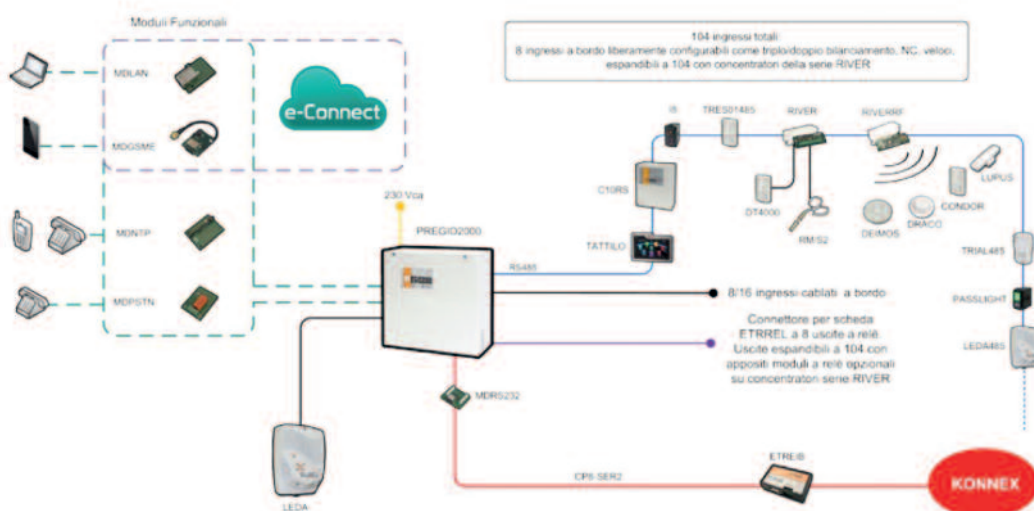 Moduli Funzionali
104 ingressi totali:
8 ingressi a bordo liberamente configurabili come triplo/doppio bilanciamento, NC, veloci,
espandibili a 104 con concentratori della serie RIVER
MDLAN
e-Connect
MDGSME
I8
TRES01485
RIVER
RIVERRF
LUPUS
CONDOR
DRACO
DEIMOS
DT4000
RM/S2
C10RS
230 Vca
PREGIO2000
TATTILO
RS485
TRIAL485
MDNTP
8/16 ingressi cablati a bordo
PASSLIGHT
MDPSTN
Connettore per scheda
ETRREL a 8 uscite a relè.
Uscite espandibili a 104 con
appositi moduli a relè opzionali
su concentratori serie RIVER
LEDA485
MDRS232
LEDA
CP8-SER2
ETREIB
KONNEX